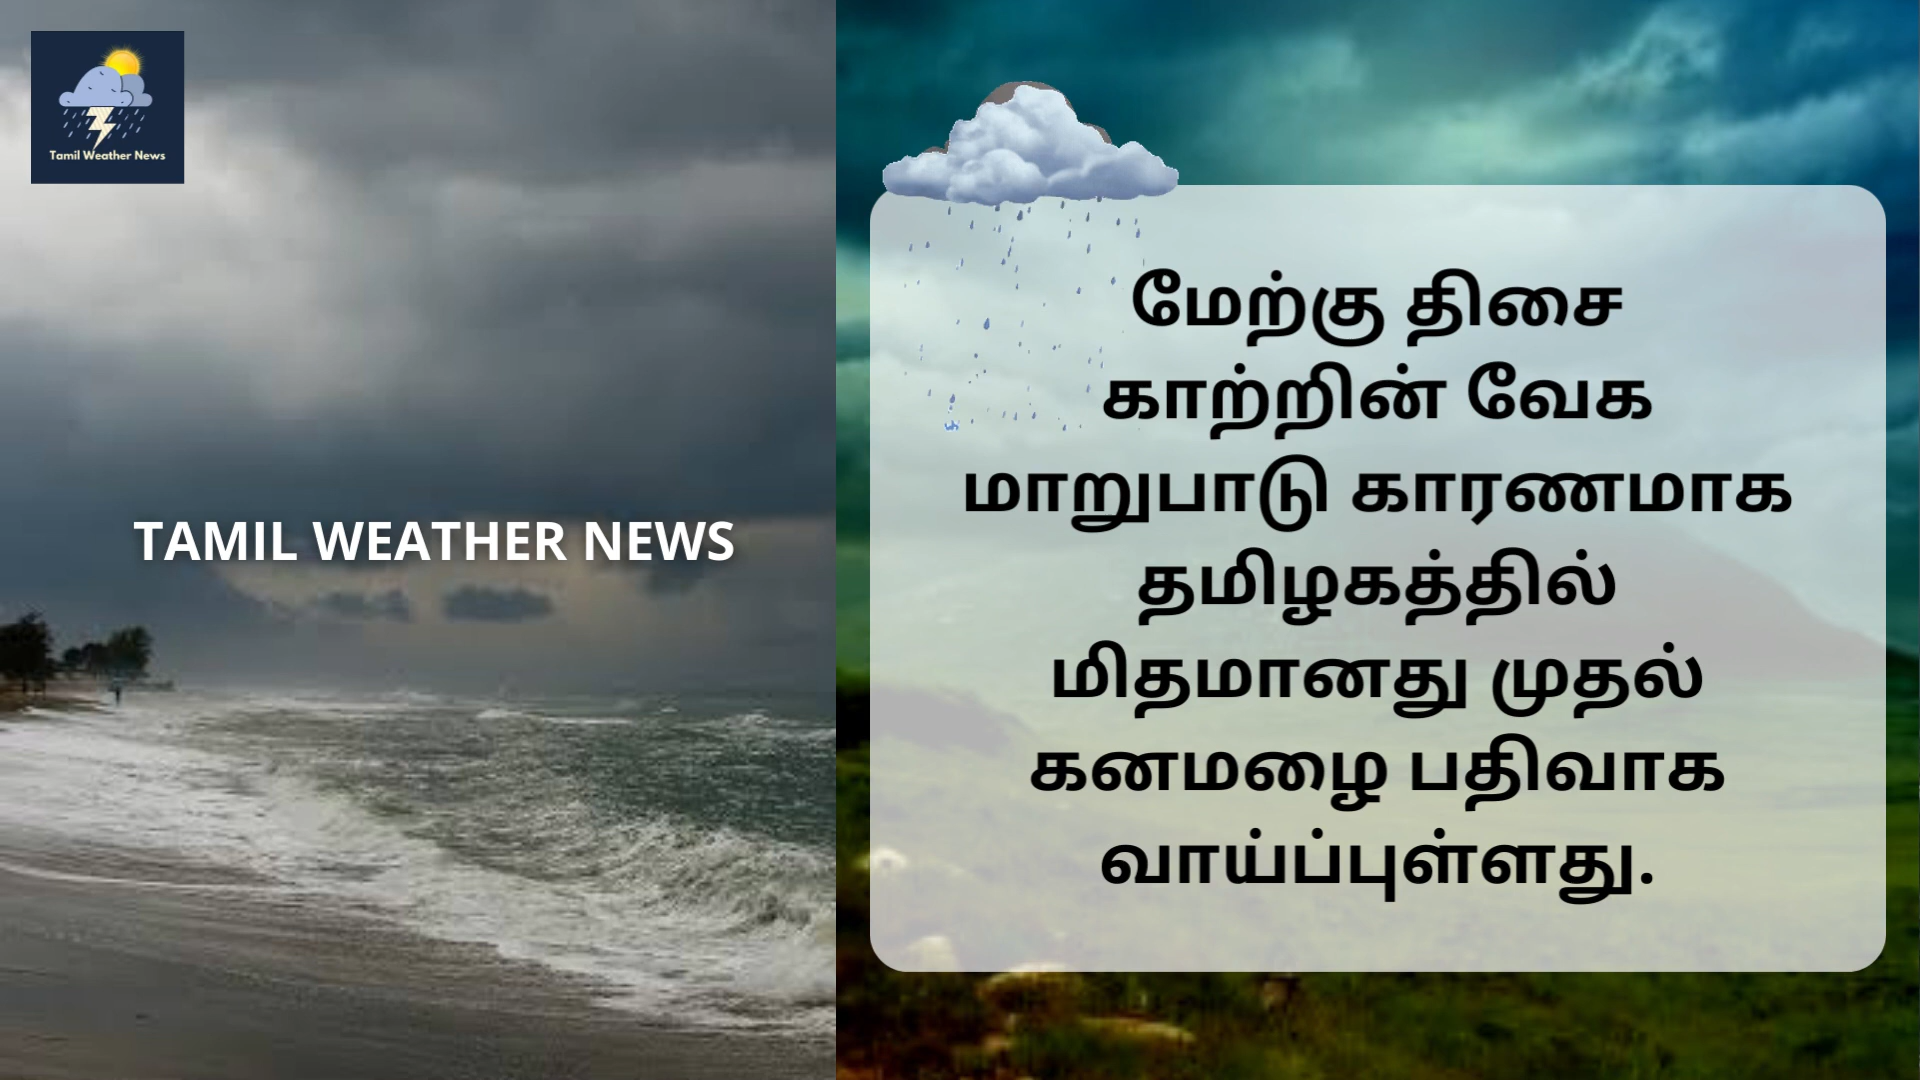 Tamil Weather News
TAMIL WEATHER NEWS
மேற்கு திசை
காற்றின் வேக
மாறுபாடு காரணமாக
தமிழகத்தில்
மிதமானது முதல்
கனமழை பதிவாக
வாய்ப்புள்ளது.